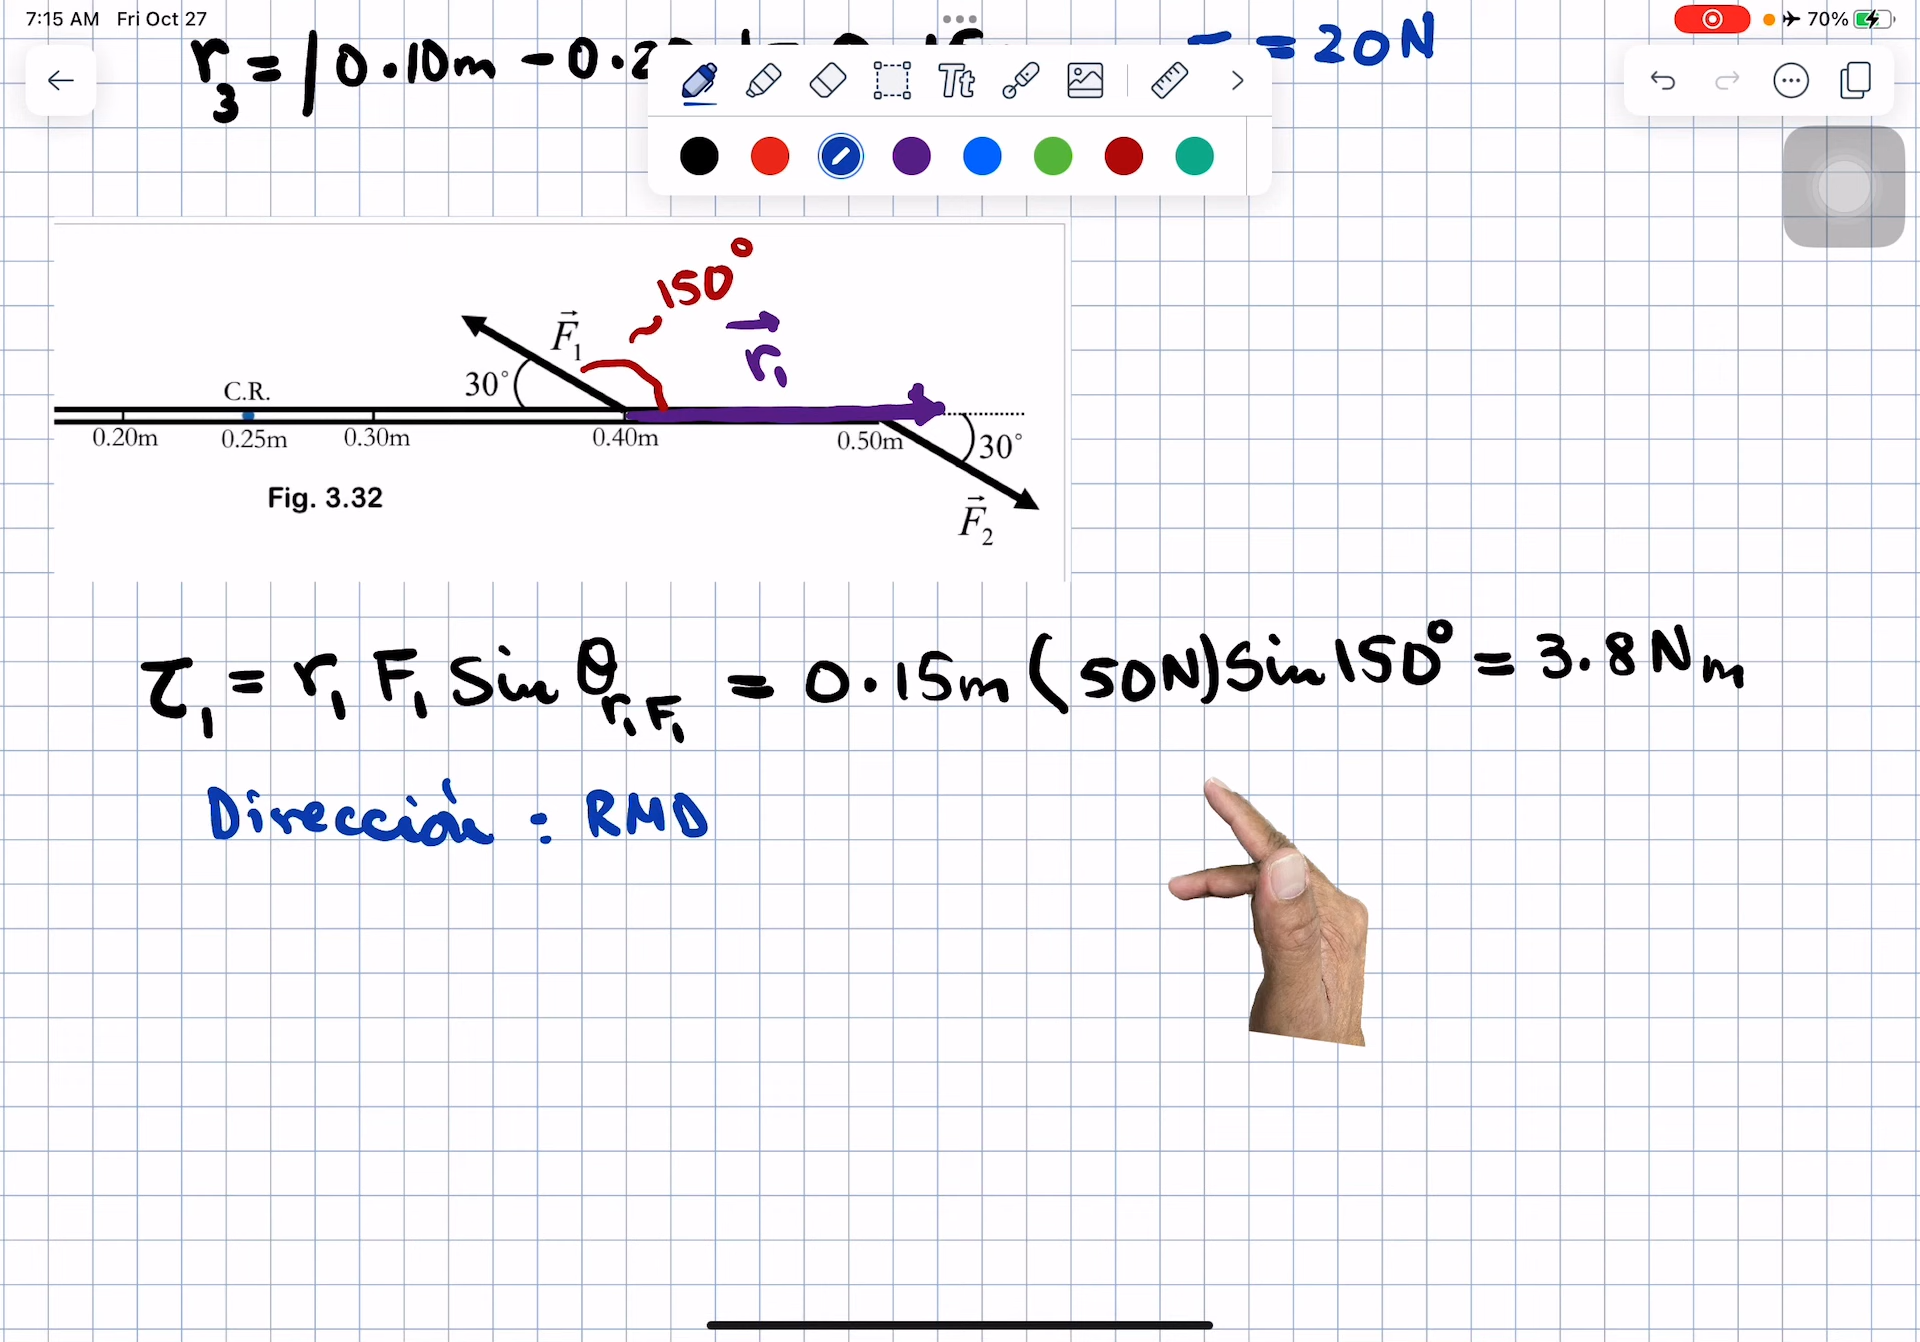 7:15 AM Fri Oct 27
70%
r₃ = |0.10m - 0.2
= 20N
Tt
150°
r₁
F₁
30°
C.R.
0.20m 0.25m 0.30m 0.40m 0.50m
30°
F₂
Fig. 3.32
τ₁ = r₁ F₁ Sin θ r₁F₁ = 0.15m (50N) Sin 150° = 3.8 Nm
Dirección : RMD